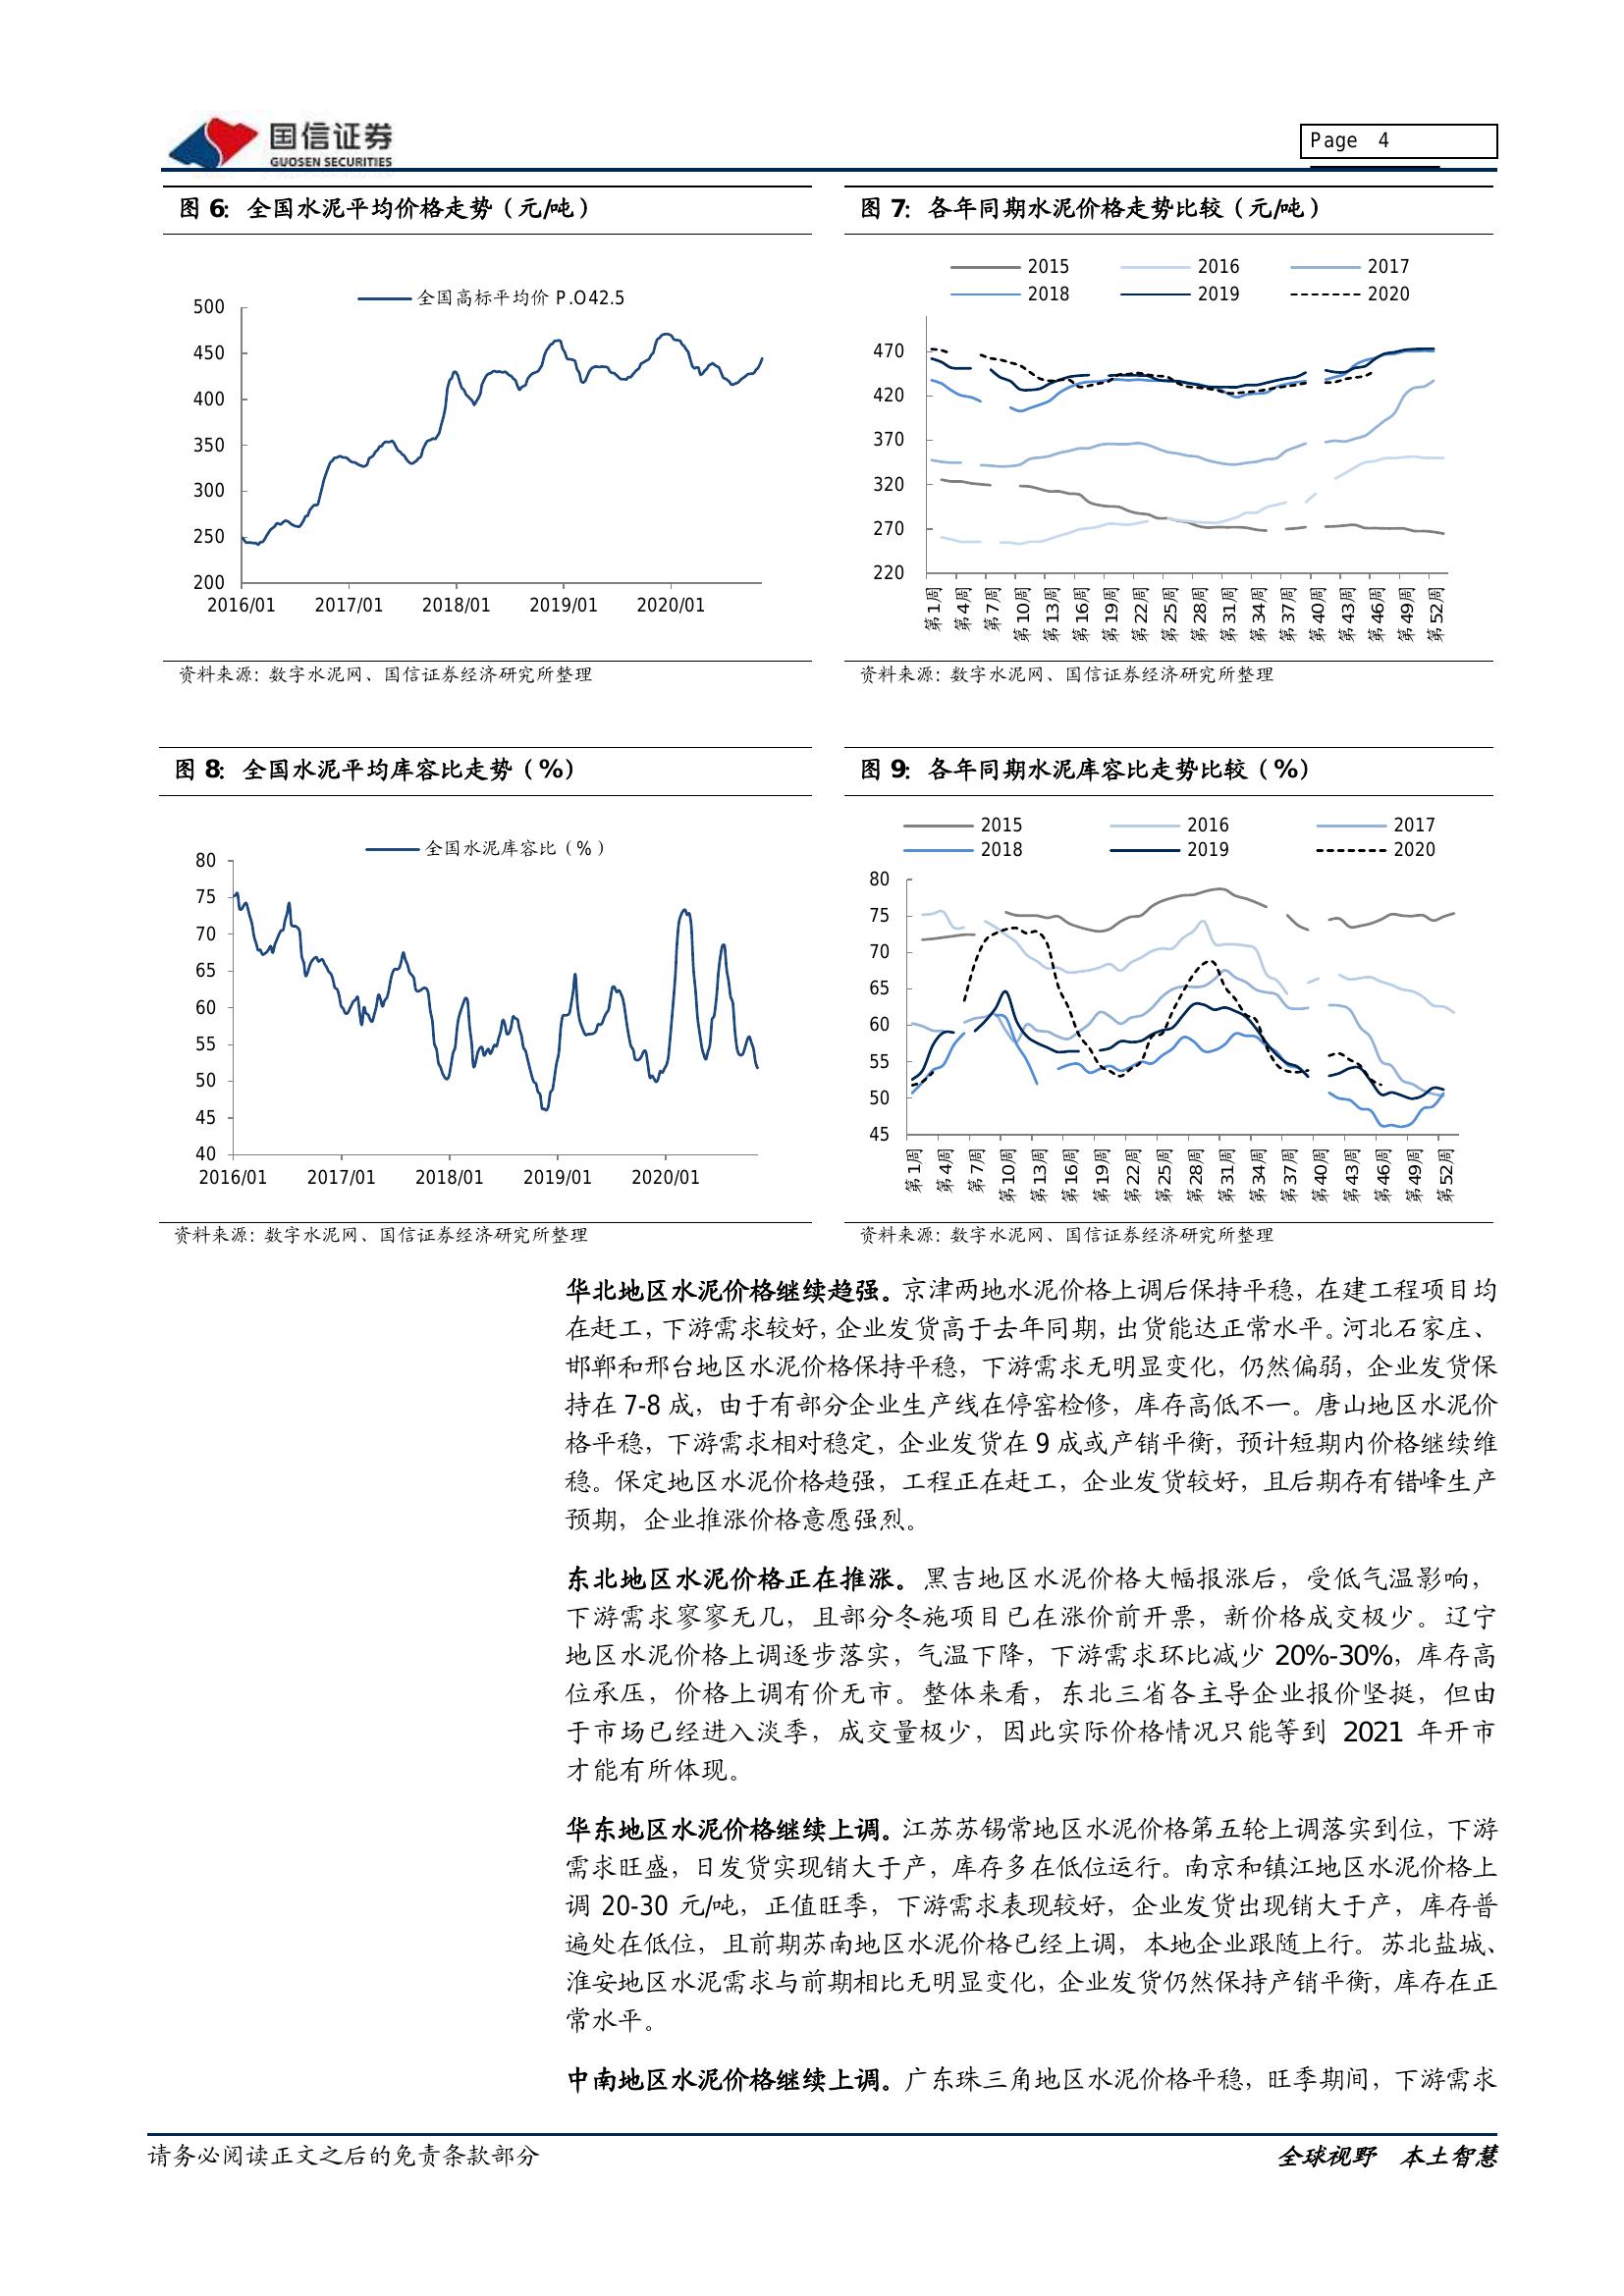 国信证券
GUOSEN SECURITIES
Page 4
图 6：全国水泥平均价格走势（元/吨）
全国高标平均价 P.O42.5
500
450
400
350
300
250
200
2016/01 2017/01 2018/01 2019/01 2020/01
资料来源：数字水泥网、国信证券经济研究所整理
图 7：各年同期水泥价格走势比较（元/吨）
2015 2016 2017
2018 2019 2020
470
420
370
320
270
220
第1周 第4周 第7周 第10周 第13周 第16周 第19周 第22周 第25周 第28周 第31周 第34周 第37周 第40周 第43周 第46周 第49周 第52周
资料来源：数字水泥网、国信证券经济研究所整理
图 8：全国水泥平均库容比走势（%）
全国水泥库容比（%）
80
75
70
65
60
55
50
45
40
2016/01 2017/01 2018/01 2019/01 2020/01
资料来源：数字水泥网、国信证券经济研究所整理
图 9：各年同期水泥库容比走势比较（%）
2015 2016 2017
2018 2019 2020
80
75
70
65
60
55
50
45
第1周 第4周 第7周 第10周 第13周 第16周 第19周 第22周 第25周 第28周 第31周 第34周 第37周 第40周 第43周 第46周 第49周 第52周
资料来源：数字水泥网、国信证券经济研究所整理
华北地区水泥价格继续趋强。京津两地水泥价格上调后保持平稳，在建工程项目均
在赶工，下游需求较好，企业发货高于去年同期，出货能达正常水平。河北石家庄、
邯郸和邢台地区水泥价格保持平稳，下游需求无明显变化，仍然偏弱，企业发货保
持在 7-8 成，由于有部分企业生产线在停窑检修，库存高低不一。唐山地区水泥价
格平稳，下游需求相对稳定，企业发货在 9 成或产销平衡，预计短期内价格继续维
稳。保定地区水泥价格趋强，工程正在赶工，企业发货较好，且后期存有错峰生产
预期，企业推涨价格意愿强烈。
东北地区水泥价格正在推涨。黑吉地区水泥价格大幅报涨后，受低气温影响，
下游需求寥寥无几，且部分冬施项目已在涨价前开票，新价格成交极少。辽宁
地区水泥价格上调逐步落实，气温下降，下游需求环比减少 20%-30%，库存高
位承压，价格上调有价无市。整体来看，东北三省各主导企业报价坚挺，但由
于市场已经进入淡季，成交量极少，因此实际价格情况只能等到 2021 年开市
才能有所体现。
华东地区水泥价格继续上调。江苏苏锡常地区水泥价格第五轮上调落实到位，下游
需求旺盛，日发货实现销大于产，库存多在低位运行。南京和镇江地区水泥价格上
调 20-30 元/吨，正值旺季，下游需求表现较好，企业发货出现销大于产，库存普
遍处在低位，且前期苏南地区水泥价格已经上调，本地企业跟随上行。苏北盐城、
淮安地区水泥需求与前期相比无明显变化，企业发货仍然保持产销平衡，库存在正
常水平。
中南地区水泥价格继续上调。广东珠三角地区水泥价格平稳，旺季期间，下游需求
请务必阅读正文之后的免责条款部分
全球视野 本土智慧